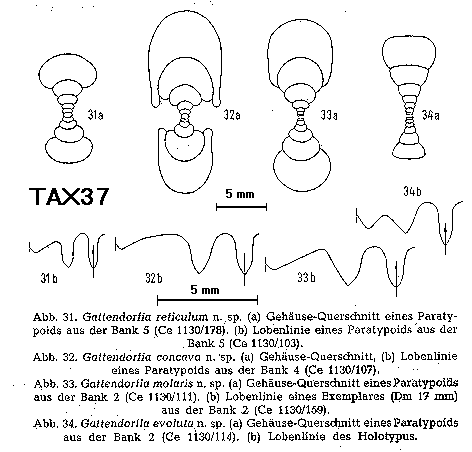 31a
32a
33a
34a
TAX37
5 mm
34b
31b
32b
33b
5 mm
Abb. 31. Gattendorfia reticulum n. sp. (a) Gehäuse-Querschnitt eines Paraty-
poids aus der Bank 5 (Ce 1130/178). (b) Lobenlinie eines Paratypoids aus der
Bank 5 (Ce 1130/103).
Abb. 32. Gattendorfia concava n. sp. (a) Gehäuse-Querschnitt, (b) Lobenlinie
eines Paratypoids aus der Bank 4 (Ce 1130/107).
Abb. 33. Gattendorfia molaris n. sp. (a) Gehäuse-Querschnitt eines Paratypoids
aus der Bank 2 (Ce 1130/111). (b) Lobenlinie eines Exemplares (Dm 17 mm)
aus der Bank 2 (Ce 1130/159).
Abb. 34. Gattendorfia evoluta n. sp. (a) Gehäuse-Querschnitt eines Paratypoids
aus der Bank 2 (Ce 1130/114). (b) Lobenlinie des Holotypus.